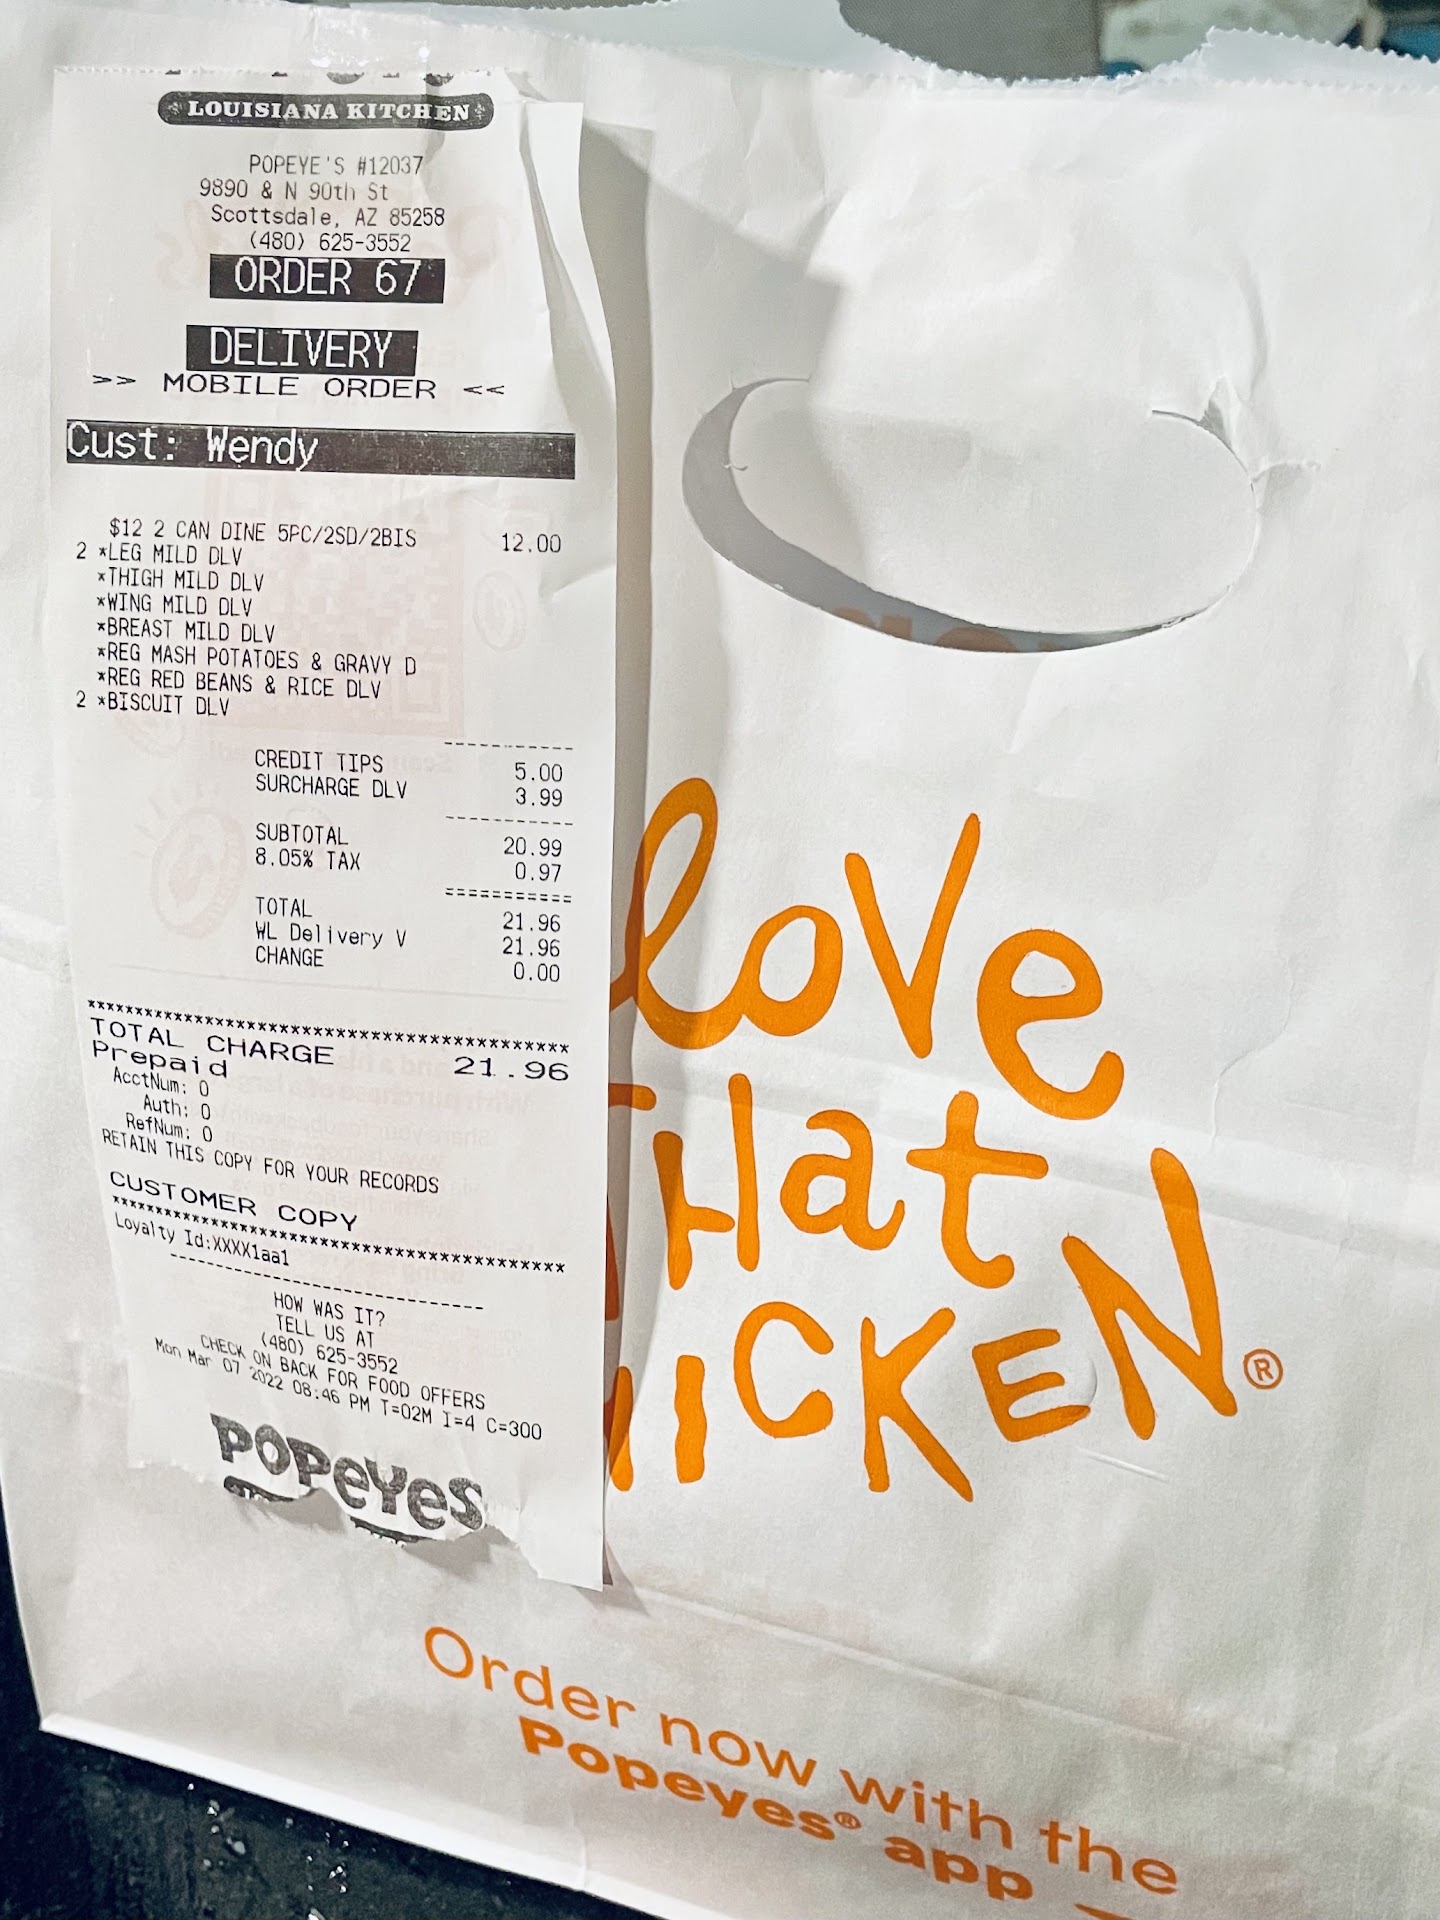 LOUISIANA KITCHEN
POPEYE'S #12037
9890 & N 90th St
Scottsdale, AZ 85258
(480) 625-3552
ORDER 67
DELIVERY
>> MOBILE ORDER <<
Cust: Wendy
$12 2 CAN DINE 5PC/2SD/2BIS 12.00
2 *LEG MILD DLV
*THIGH MILD DLV
*WING MILD DLV
*BREAST MILD DLV
*REG MASH POTATOES & GRAVY D
*REG RED BEANS & RICE DLV
2 *BISCUIT DLV
CREDIT TIPS 5.00
SURCHARGE DLV 3.99
SUBTOTAL 20.99
8.05% TAX 0.97
TOTAL 21.96
WL Delivery V 21.96
CHANGE 0.00
TOTAL CHARGE 21.96
Prepaid
AcctNum: 0
Auth: 0
RefNum: 0
RETAIN THIS COPY FOR YOUR RECORDS
CUSTOMER COPY
Loyalty Id:XXXX1aa1
HOW WAS IT?
TELL US AT
(480) 625-3552
CHECK ON BACK FOR FOOD OFFERS
Mon Mar 07 2022 08:46 PM T=02M I=4 C=300
POPEYES
love
THat
HICKEN®
Order now with the
Popeyes® app